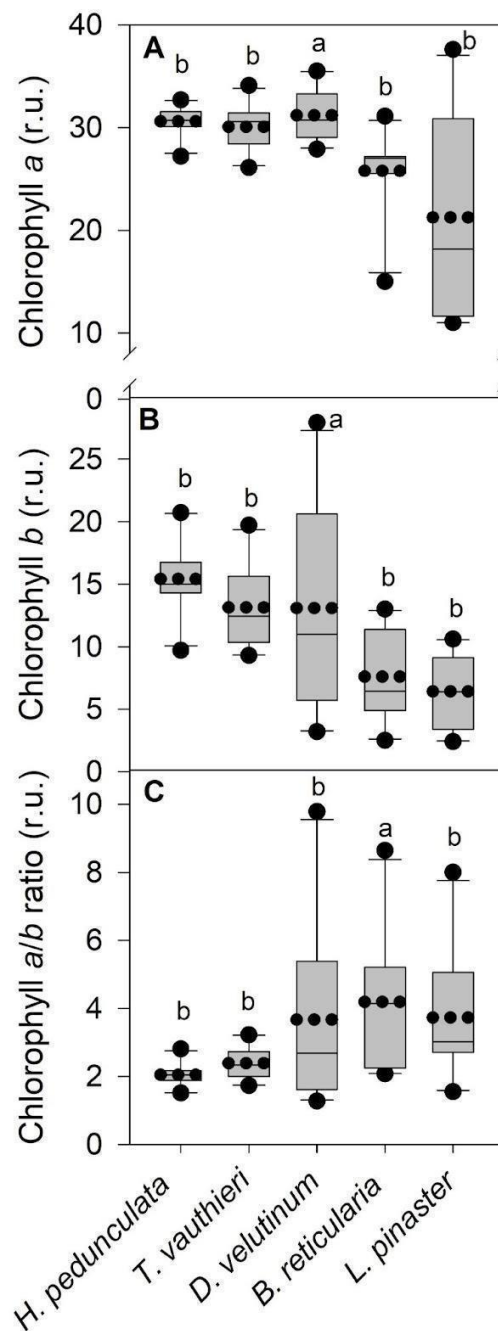 A
Chlorophyll a (r.u.)
40
30
20
10
0
b
b
a
b
b
B
Chlorophyll b (r.u.)
25
20
15
10
5
0
b
b
a
b
b
C
Chlorophyll a/b ratio (r.u.)
10
8
6
4
2
0
b
b
b
a
b
H. pedunculata
T. vauthieri
D. velutinum
B. reticularia
L. pinaster